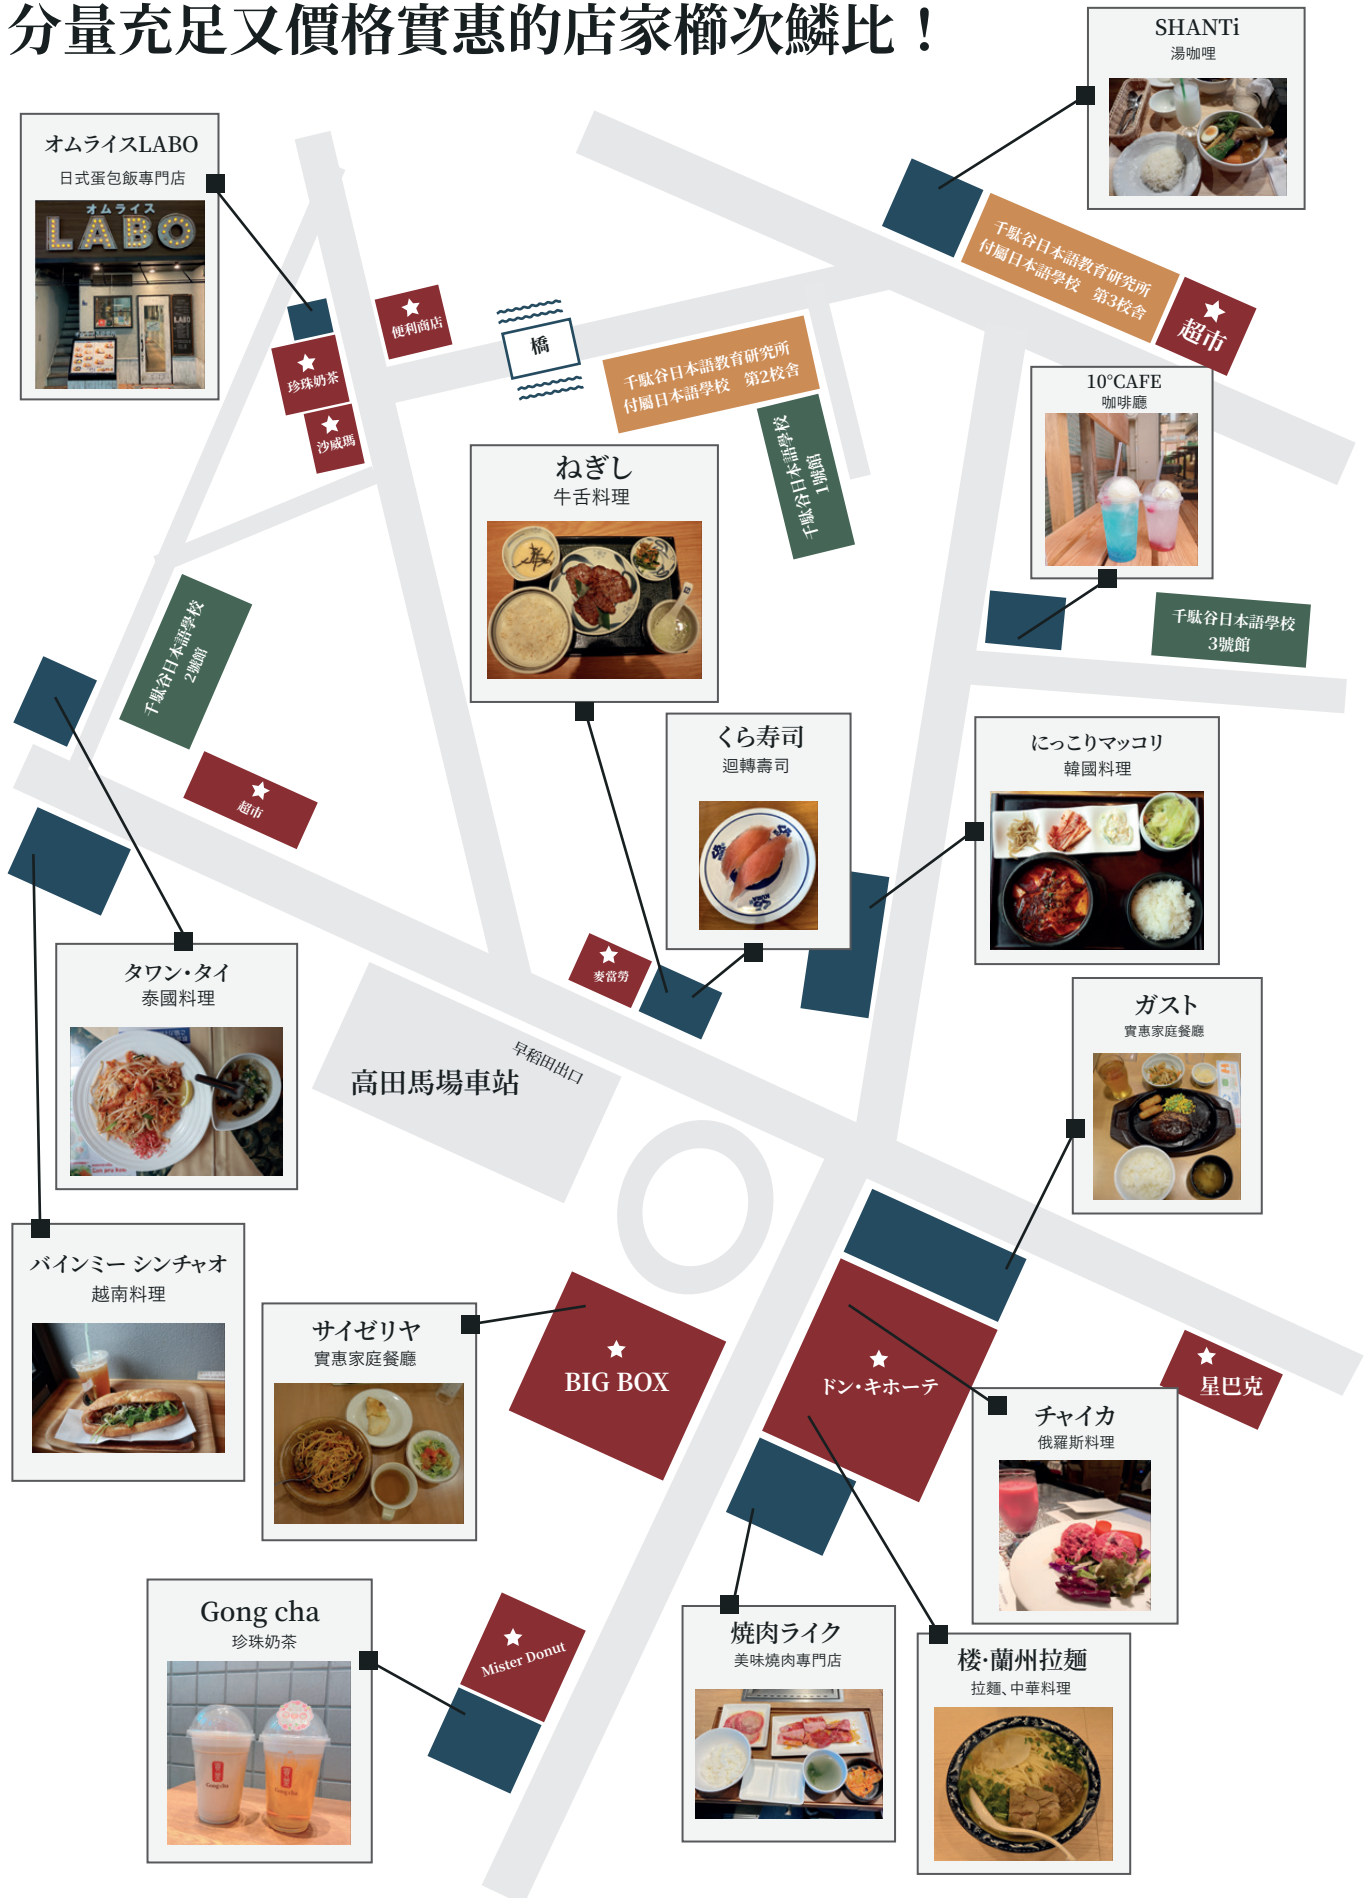 分量充足又價格實惠的店家櫛次鱗比！
SHANTi
湯咖哩
オムライスLABO
日式蛋包飯專門店
オムライス
LABO
LABO
便利商店
橋
珍珠奶茶
沙威瑪
千駄谷日本語教育研究所
付屬日本語學校　第3校舍
超市
千駄谷日本語教育研究所
付屬日本語學校　第2校舍
千駄谷日本語學校
1號館
10°CAFE
咖啡廳
千駄谷日本語學校
3號館
ねぎし
牛舌料理
千駄谷日本語學校
2號館
超市
くら寿司
迴轉壽司
にっこりマッコリ
韓國料理
麥當勞
タワン・タイ
泰國料理
早稻田出口
高田馬場車站
ガスト
實惠家庭餐廳
バインミー シンチャオ
越南料理
サイゼリヤ
實惠家庭餐廳
BIG BOX
ドン・キホーテ
星巴克
チャイカ
俄羅斯料理
Gong cha
珍珠奶茶
Gong cha
Gong cha
Mister Donut
焼肉ライク
美味燒肉專門店
楼・蘭州拉麺
拉麵、中華料理